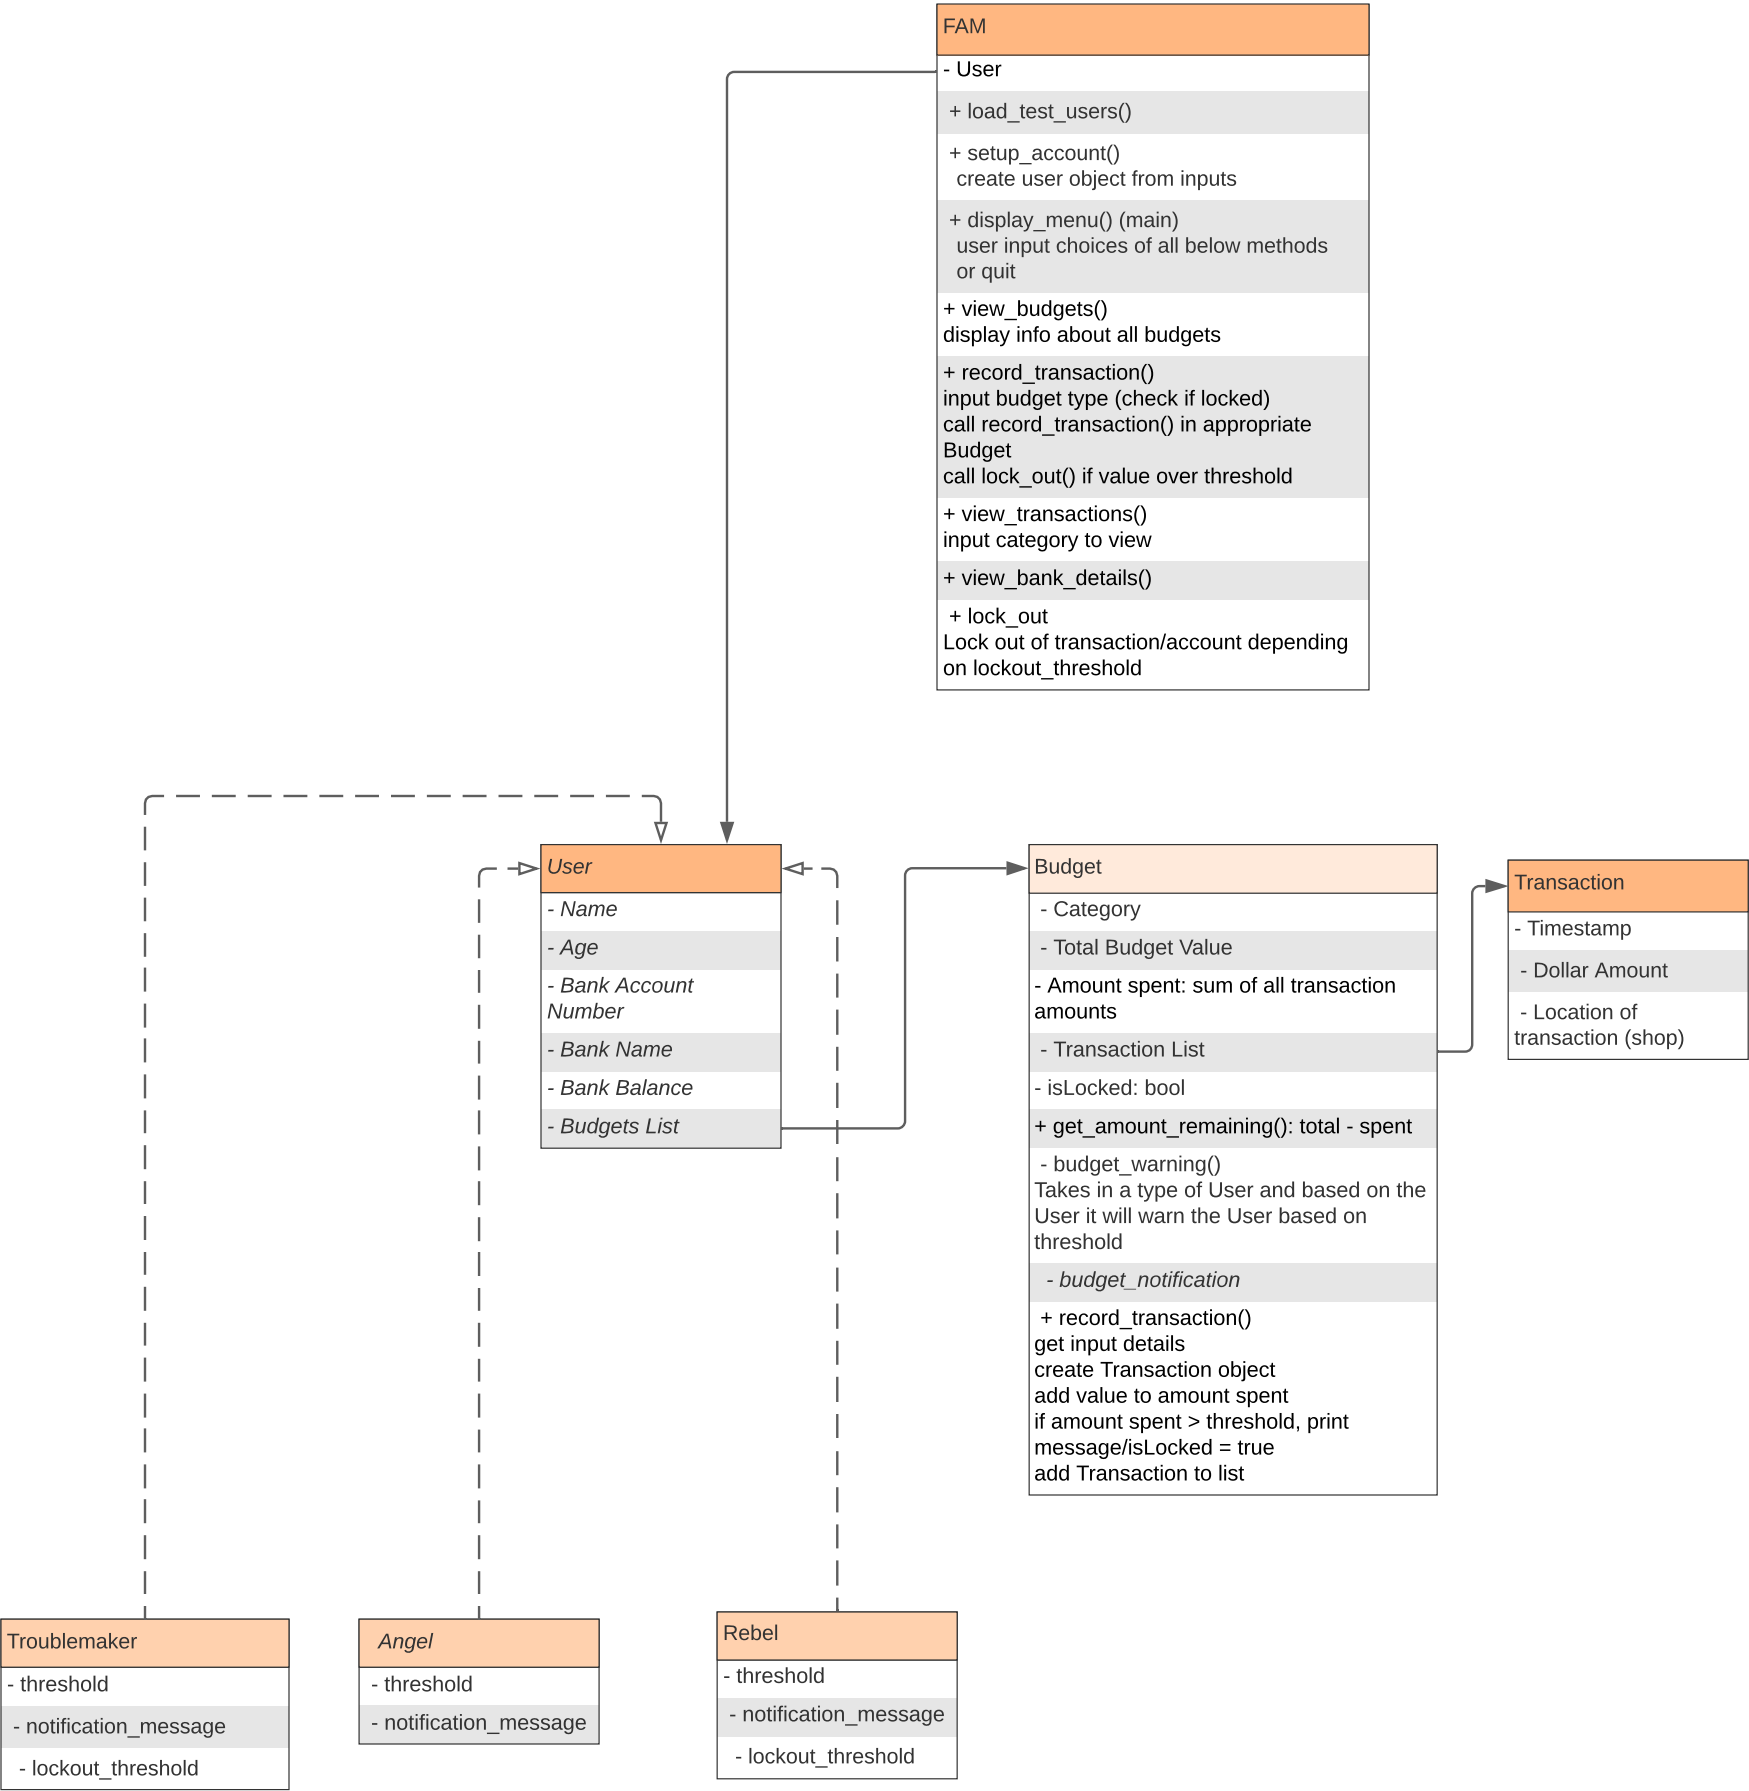 FAM
- User
+ load_test_users()
+ setup_account()
create user object from inputs
+ display_menu() (main)
user input choices of all below methods
or quit
+ view_budgets()
display info about all budgets
+ record_transaction()
input budget type (check if locked)
call record_transaction() in appropriate
Budget
call lock_out() if value over threshold
+ view_transactions()
input category to view
+ view_bank_details()
+ lock_out
Lock out of transaction/account depending
on lockout_threshold
User
- Name
- Age
- Bank Account
Number
- Bank Name
- Bank Balance
- Budgets List
Budget
- Category
- Total Budget Value
- Amount spent: sum of all transaction
amounts
- Transaction List
- isLocked: bool
+ get_amount_remaining(): total - spent
- budget_warning()
Takes in a type of User and based on the
User it will warn the User based on
threshold
- budget_notification
+ record_transaction()
get input details
create Transaction object
add value to amount spent
if amount spent > threshold, print
message/isLocked = true
add Transaction to list
Transaction
- Timestamp
- Dollar Amount
- Location of
transaction (shop)
Troublemaker
- threshold
- notification_message
- lockout_threshold
Angel
- threshold
- notification_message
Rebel
- threshold
- notification_message
- lockout_threshold